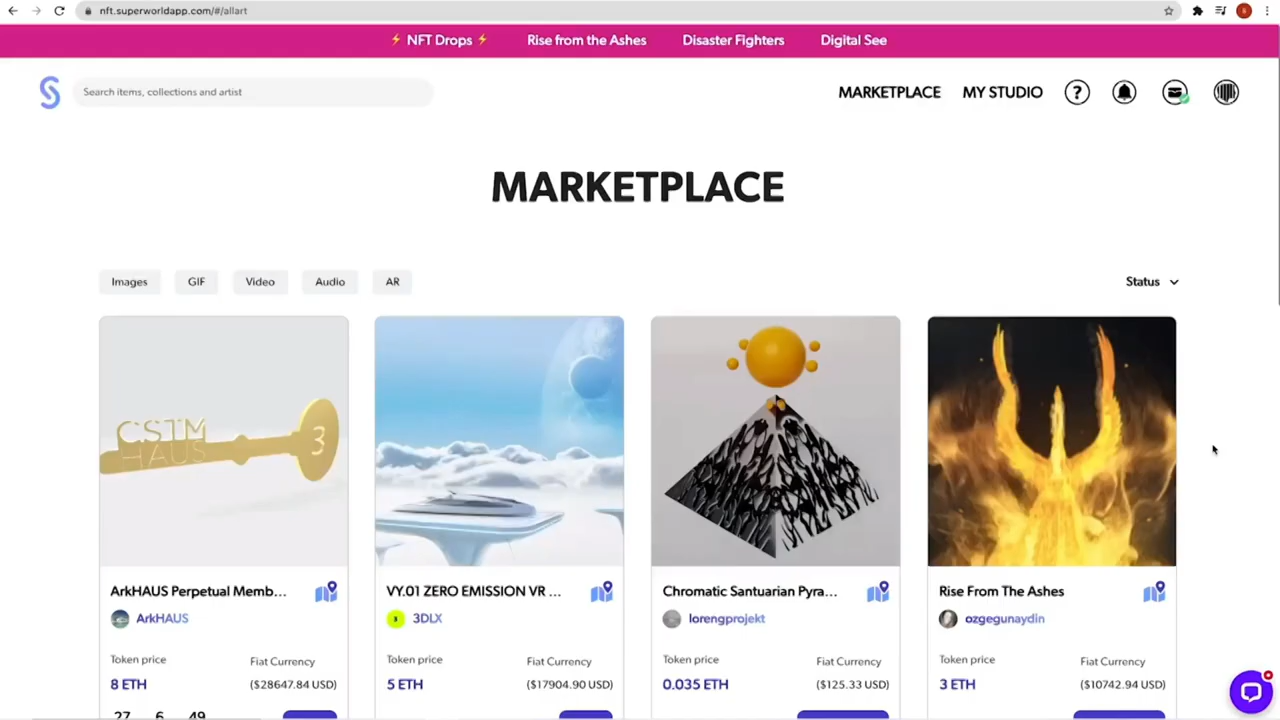 nft.superworldapp.com/#/allart
⚡ NFT Drops ⚡ Rise from the Ashes Disaster Fighters Digital See
S Search items, collections and artist MARKETPLACE MY STUDIO ?
MARKETPLACE
Images GIF Video Audio AR Status
CSTM
HAUS
3
ArkHAUS Perpetual Memb... VY.01 ZERO EMISSION VR ... Chromatic Santuarian Pyra... Rise From The Ashes
ArkHAUS 3DLX lorengprojekt ozgegunaydin
Token price Fiat Currency Token price Fiat Currency Token price Fiat Currency Token price Fiat Currency
8 ETH ($28647.84 USD) 5 ETH ($17904.90 USD) 0.035 ETH ($125.33 USD) 3 ETH ($10742.94 USD)
27 6 49